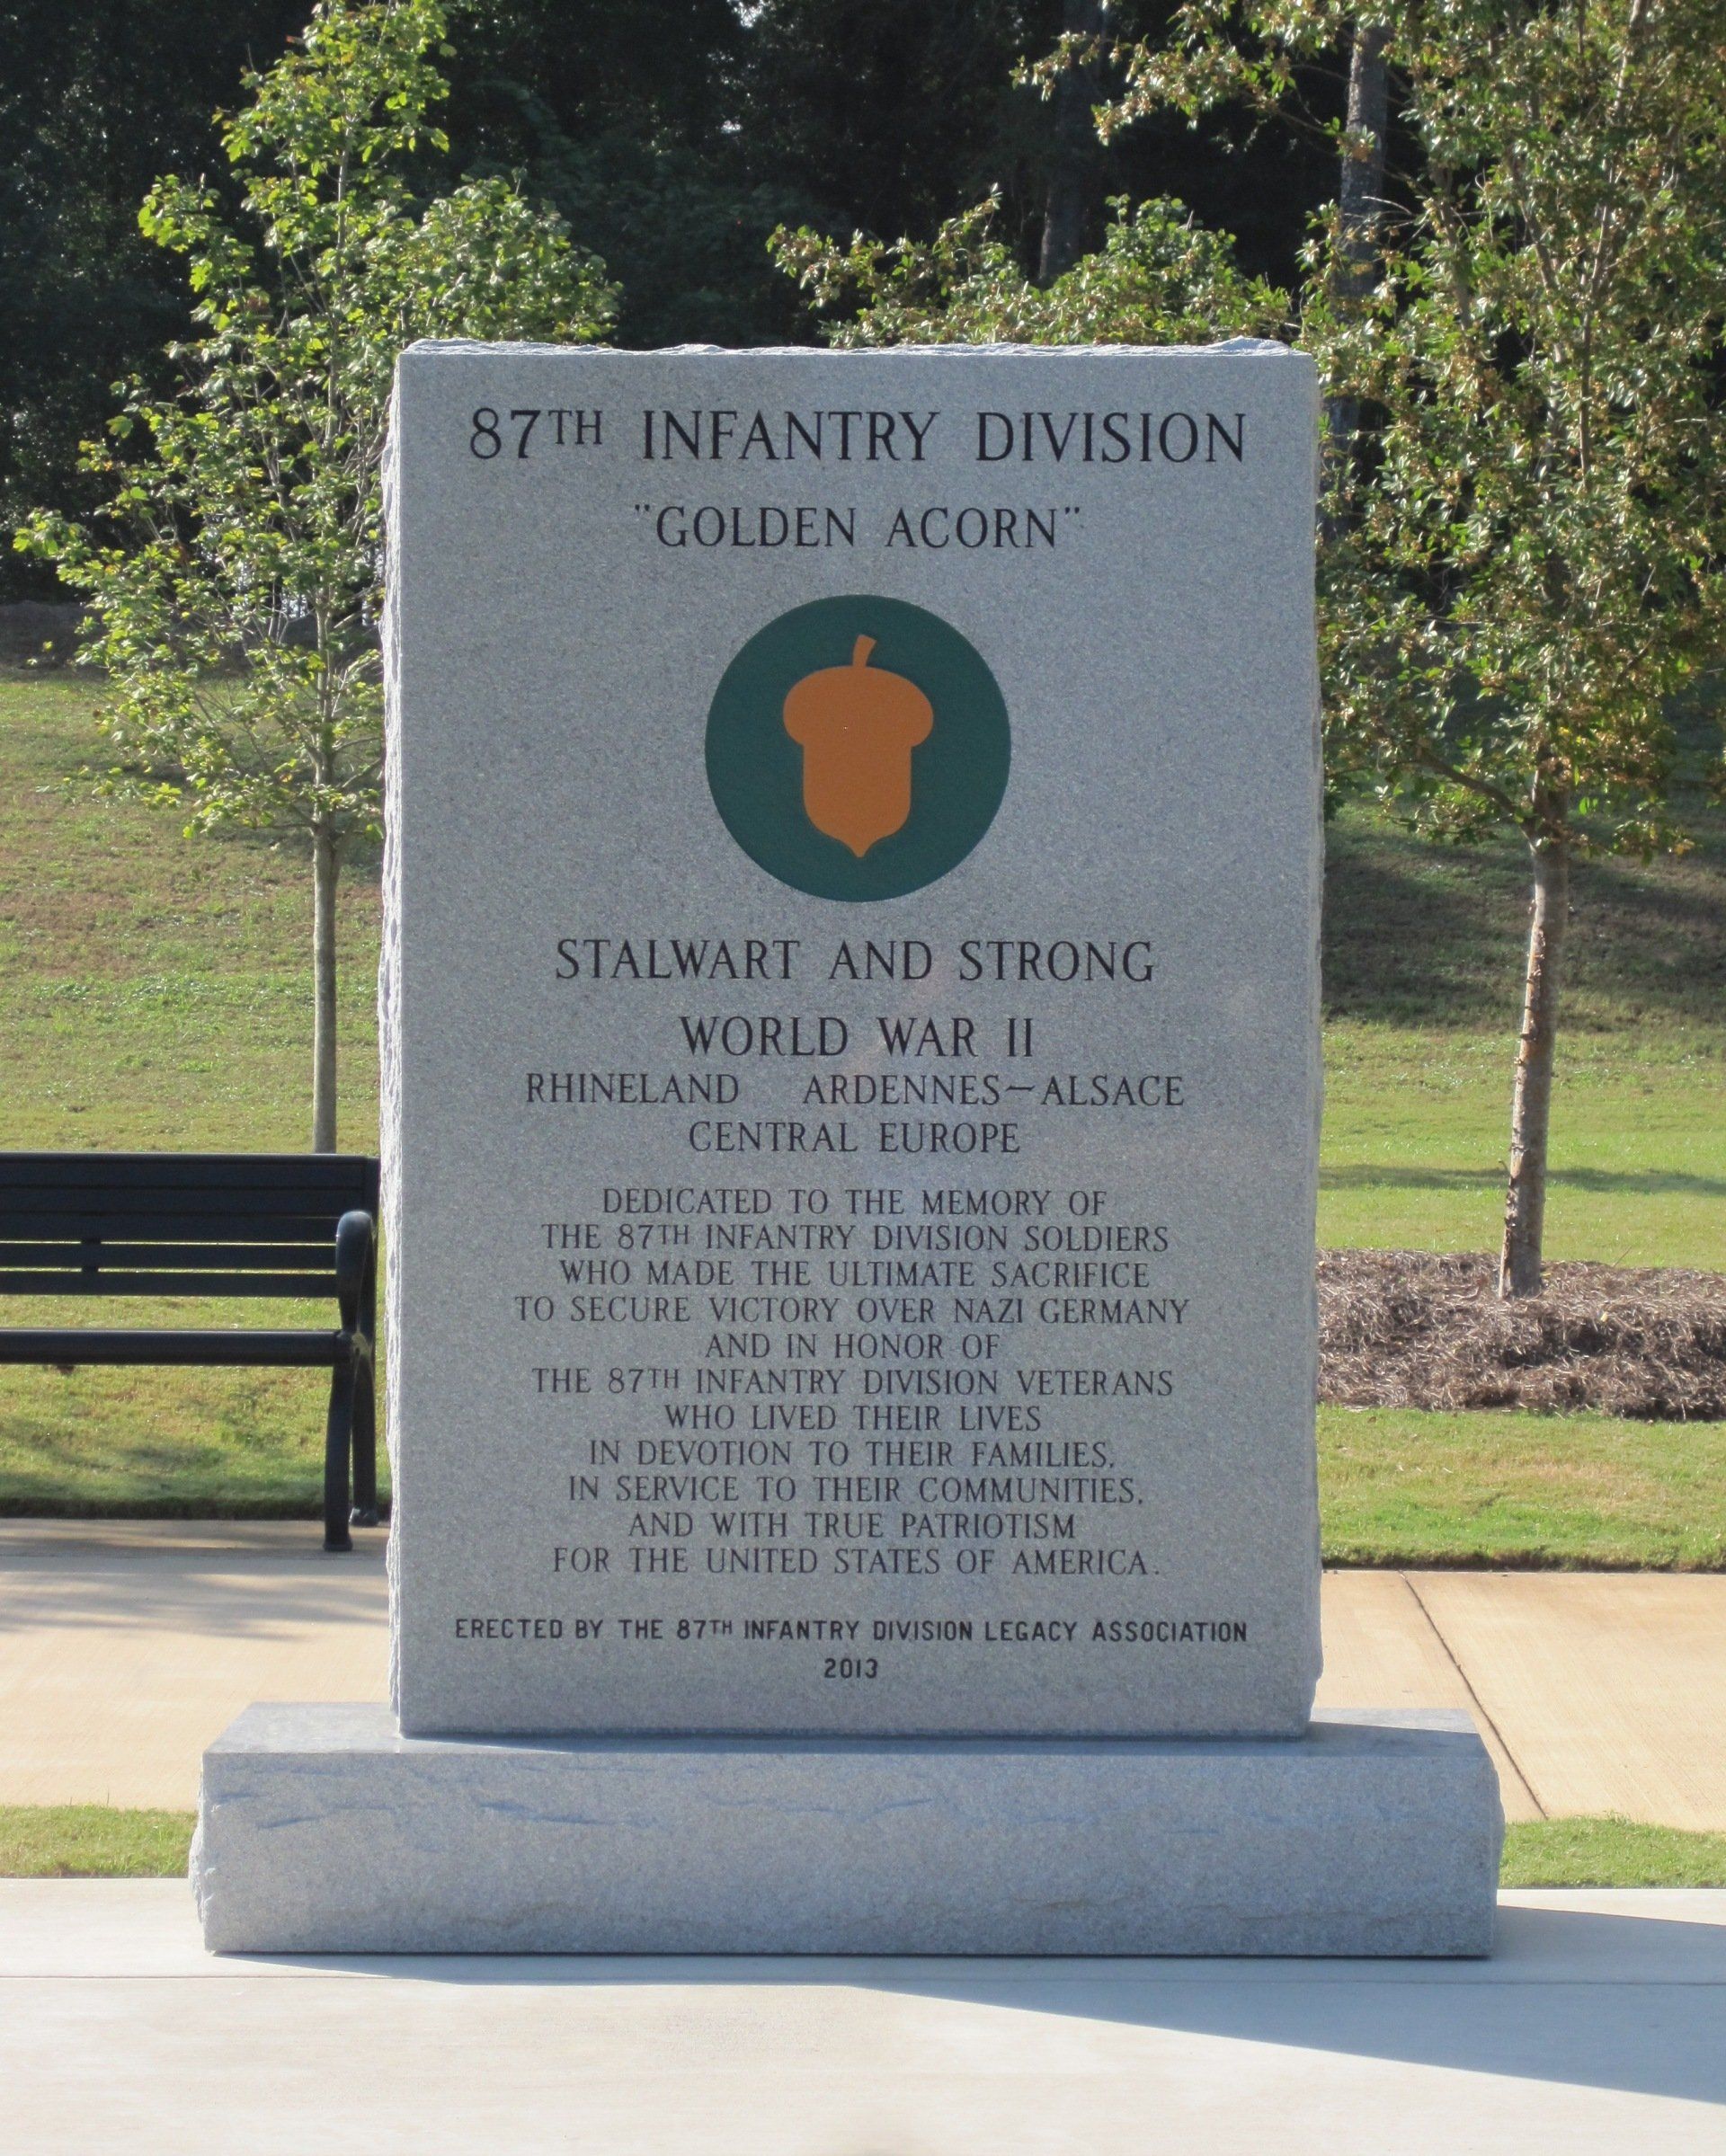 87TH INFANTRY DIVISION
"GOLDEN ACORN"
STALWART AND STRONG
WORLD WAR II
RHINELAND ARDENNES—ALSACE
CENTRAL EUROPE
DEDICATED TO THE MEMORY OF
THE 87TH INFANTRY DIVISION SOLDIERS
WHO MADE THE ULTIMATE SACRIFICE
TO SECURE VICTORY OVER NAZI GERMANY
AND IN HONOR OF
THE 87TH INFANTRY DIVISION VETERANS
WHO LIVED THEIR LIVES
IN DEVOTION TO THEIR FAMILIES,
IN SERVICE TO THEIR COMMUNITIES,
AND WITH TRUE PATRIOTISM
FOR THE UNITED STATES OF AMERICA.
ERECTED BY THE 87TH INFANTRY DIVISION LEGACY ASSOCIATION
2013